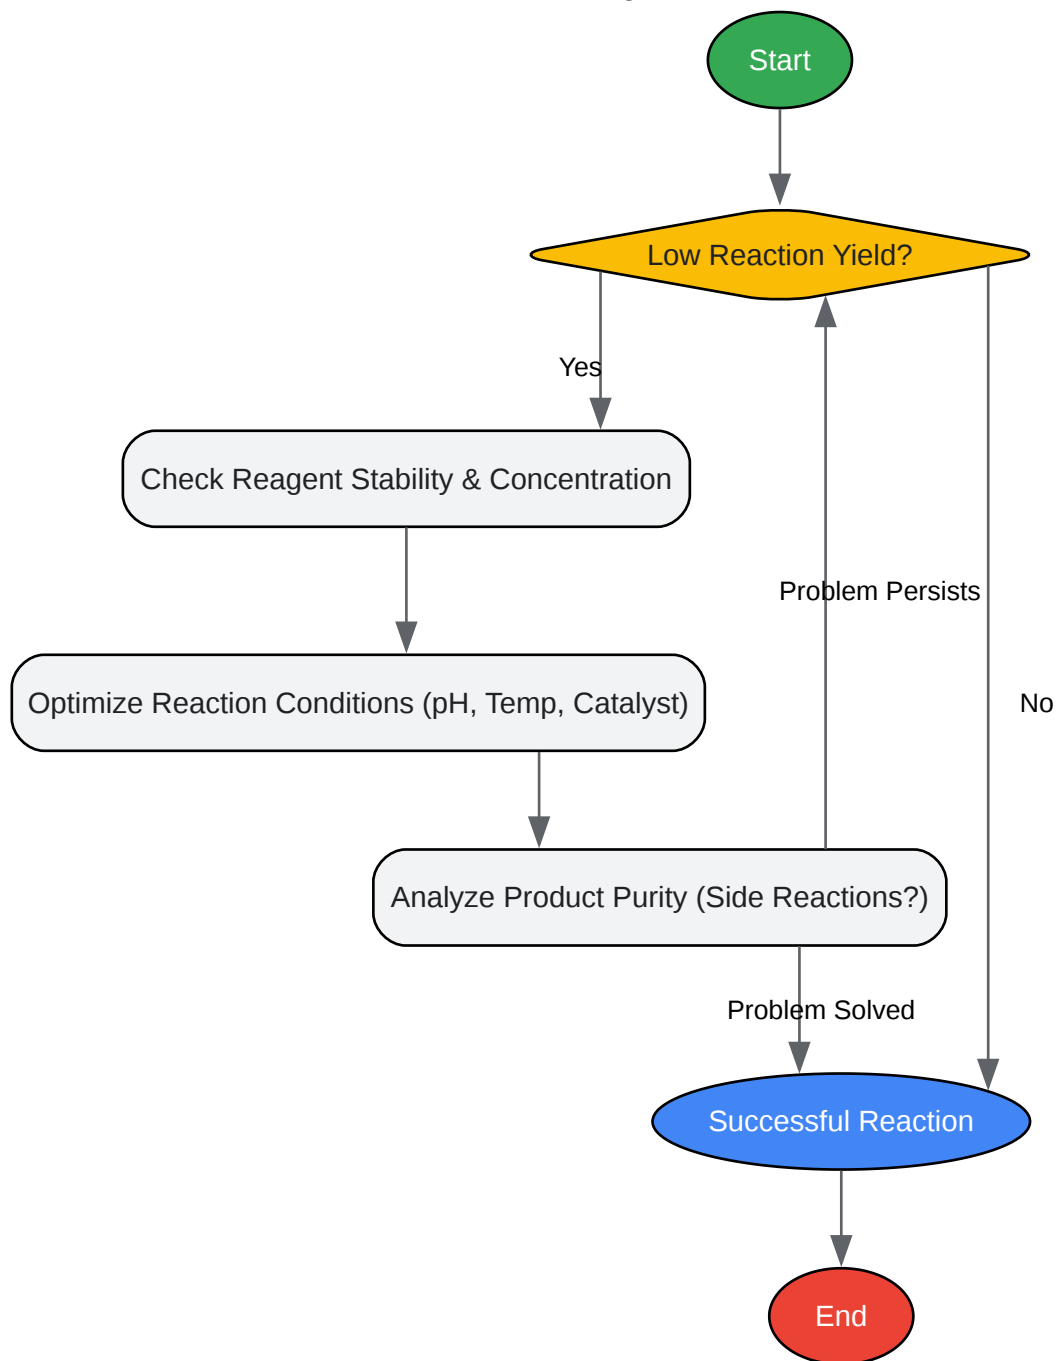 Start
Low Reaction Yield?
Yes
Check Reagent Stability & Concentration
Problem Persists
Optimize Reaction Conditions (pH, Temp, Catalyst)
No
Analyze Product Purity (Side Reactions?)
Problem Solved
Successful Reaction
End